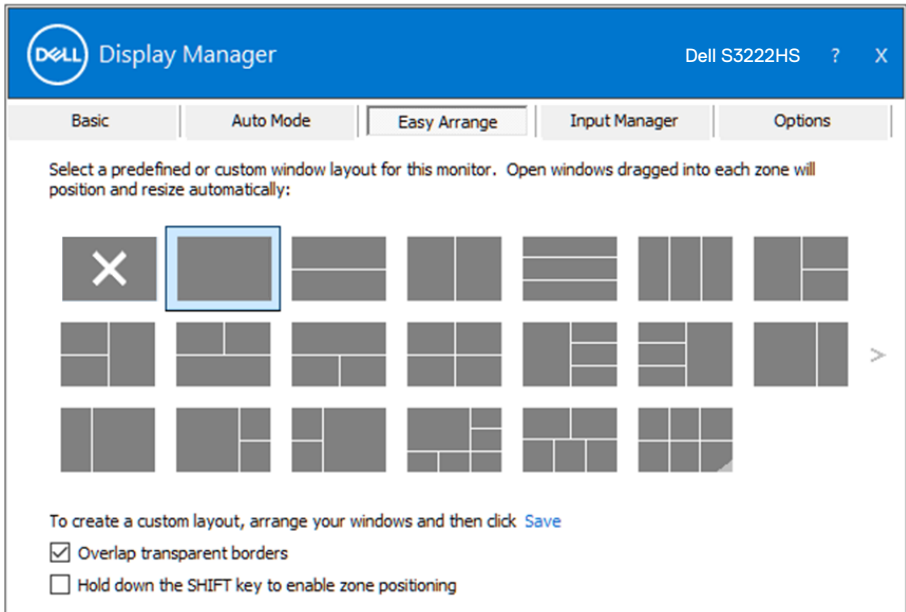 DELL Display Manager Dell S3222HS ? X
Basic Auto Mode Easy Arrange Input Manager Options
Select a predefined or custom window layout for this monitor. Open windows dragged into each zone will
position and resize automatically:
>
To create a custom layout, arrange your windows and then click Save
Overlap transparent borders
Hold down the SHIFT key to enable zone positioning